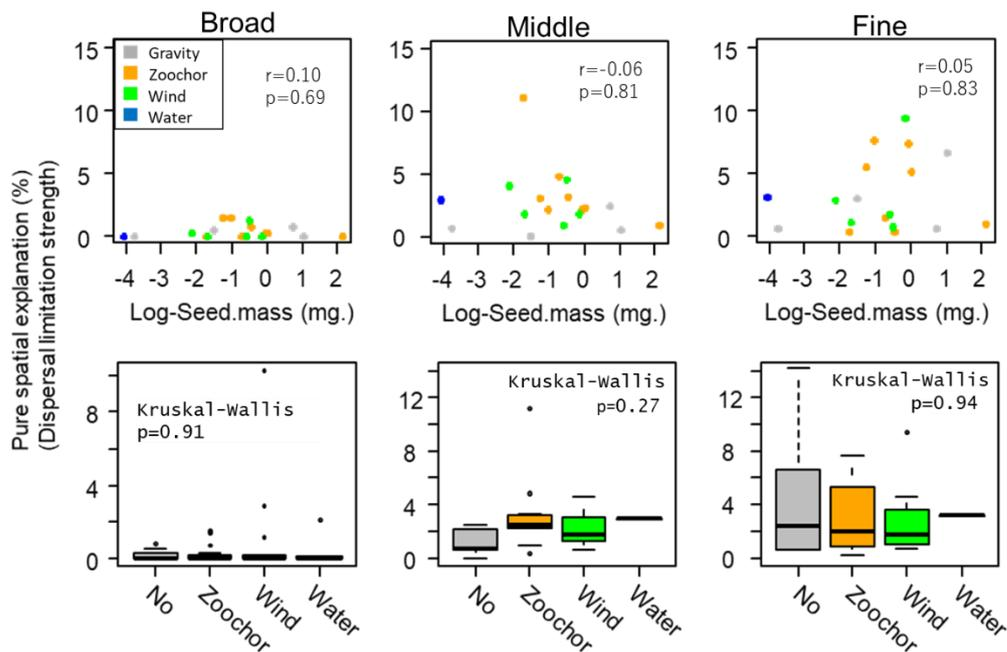 Broad
Middle
Fine
Pure spatial explanation (%)
(Dispersal limitation strength)
15
10
5
0
Gravity
Zoochor
Wind
Water
r=0.10
p=0.69
-4 -3 -2 -1 0 1 2
Log-Seed.mass (mg.)
15
10
5
0
r=-0.06
p=0.81
-4 -3 -2 -1 0 1 2
Log-Seed.mass (mg.)
15
10
5
0
r=0.05
p=0.83
-4 -3 -2 -1 0 1 2
Log-Seed.mass (mg.)
8
4
0
Kruskal-Wallis
p=0.91
No Zoochor Wind Water
12
8
4
0
Kruskal-Wallis
p=0.27
No Zoochor Wind Water
12
8
4
0
Kruskal-Wallis
p=0.94
No Zoochor Wind Water